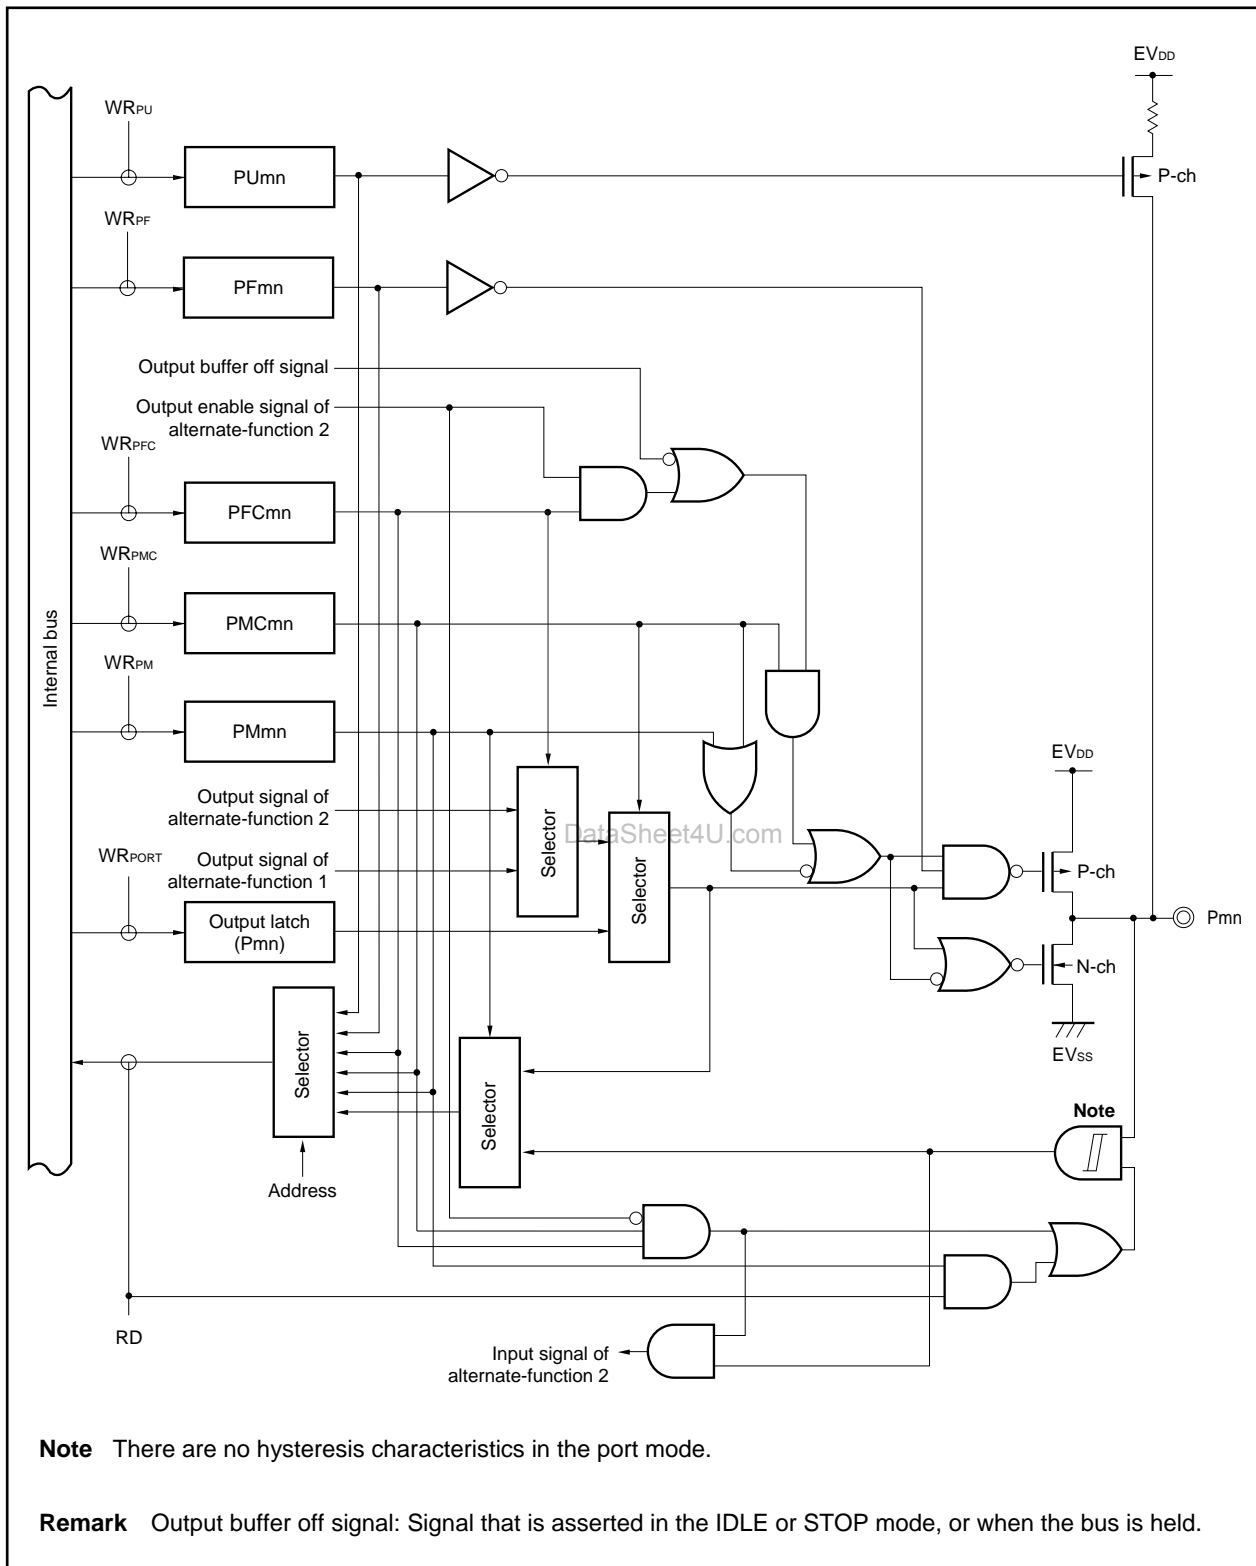 EVDD
WRPU
PUmn
P-ch
WRPF
PFmn
Output buffer off signal
Output enable signal of
alternate-function 2
WRPFC
PFCmn
WRPMC
PMCmn
Internal bus
WRPM
PMmn
EVDD
Output signal of
alternate-function 2
Selector
DataSheet4U.com
WRPORT
Output signal of
alternate-function 1
Selector
P-ch
Output latch
(Pmn)
Pmn
N-ch
Selector
Selector
EVSS
Note
Address
RD
Input signal of
alternate-function 2
Note There are no hysteresis characteristics in the port mode.
Remark Output buffer off signal: Signal that is asserted in the IDLE or STOP mode, or when the bus is held.